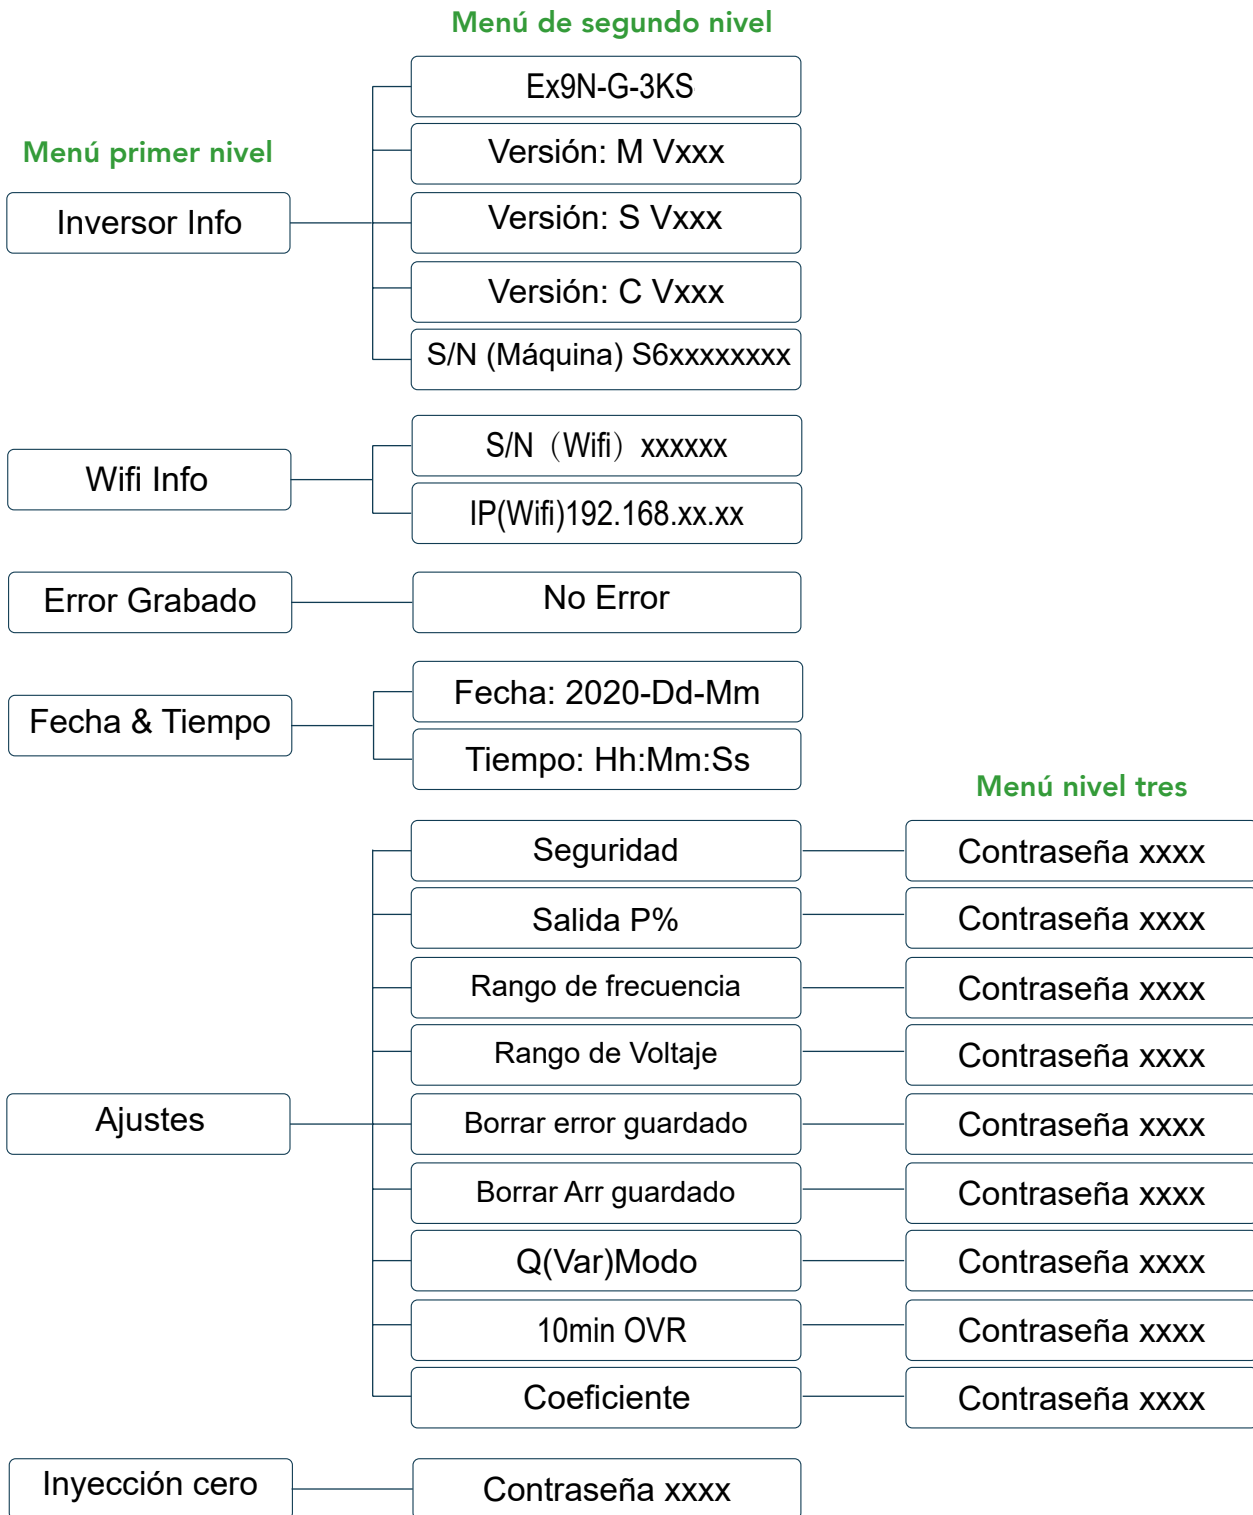 Menú de segundo nivel
Ex9N-G-3KS
Menú primer nivel
Versión: M Vxxx
Inversor Info
Versión: S Vxxx
Versión: C Vxxx
S/N (Máquina) S6xxxxxxxx
Wifi Info
S/N（Wifi）xxxxxx
IP(Wifi)192.168.xx.xx
Error Grabado
No Error
Fecha & Tiempo
Fecha: 2020-Dd-Mm
Tiempo: Hh:Mm:Ss
Menú nivel tres
Seguridad
Contraseña xxxx
Salida P%
Contraseña xxxx
Rango de frecuencia
Contraseña xxxx
Rango de Voltaje
Contraseña xxxx
Ajustes
Borrar error guardado
Contraseña xxxx
Borrar Arr guardado
Contraseña xxxx
Q(Var)Modo
Contraseña xxxx
10min OVR
Contraseña xxxx
Coeficiente
Contraseña xxxx
Inyección cero
Contraseña xxxx